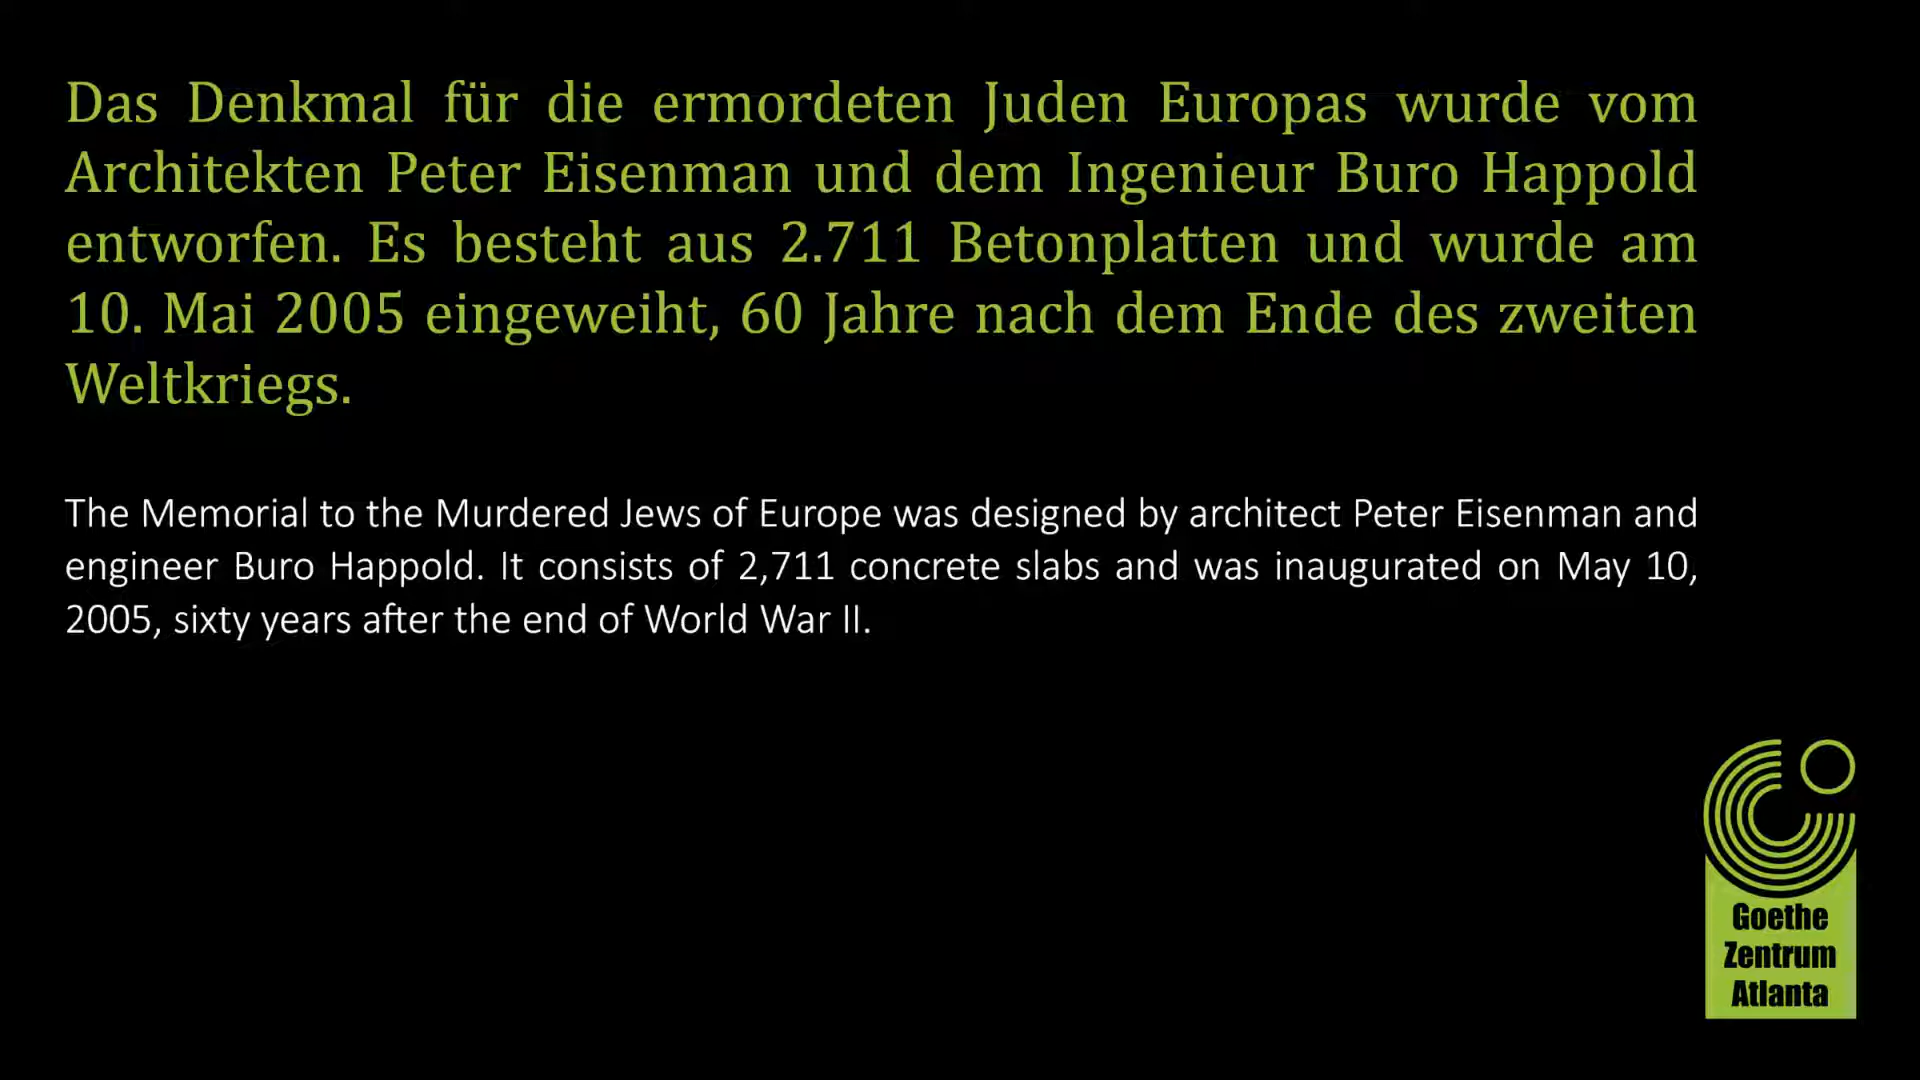 Das Denkmal für die ermordeten Juden Europas wurde vom
Architekten Peter Eisenman und dem Ingenieur Buro Happold
entworfen. Es besteht aus 2.711 Betonplatten und wurde am
10. Mai 2005 eingeweiht, 60 Jahre nach dem Ende des zweiten
Weltkriegs.
The Memorial to the Murdered Jews of Europe was designed by architect Peter Eisenman and
engineer Buro Happold. It consists of 2,711 concrete slabs and was inaugurated on May 10,
2005, sixty years after the end of World War II.
Goethe
Zentrum
Atlanta